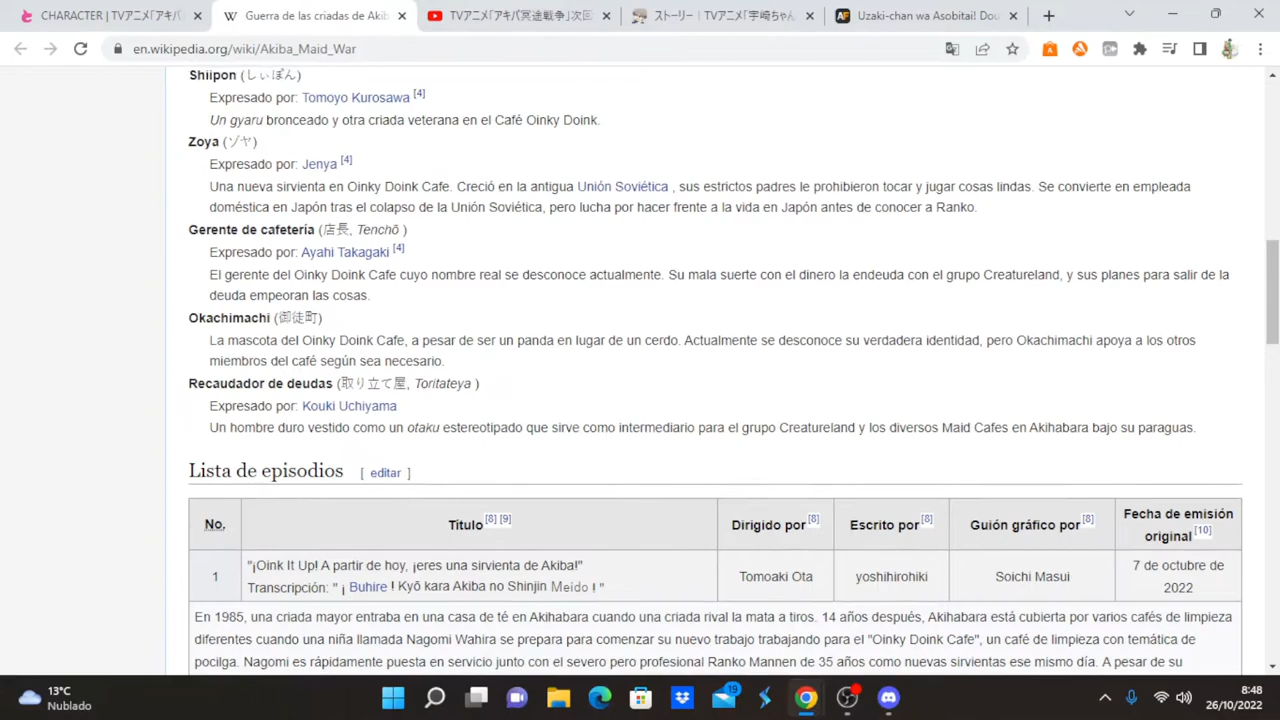 CHARACTER | TVアニメ「アキバ
Guerra de las criadas de Akib
TVアニメ「アキバ冥途戦争」次回
ストーリー | TVアニメ「宇崎ちゃん
Uzaki-chan wa Asobitai! Dou
en.wikipedia.org/wiki/Akiba_Maid_War
Shiipon (しぃぽん)
Expresado por: Tomoyo Kurosawa [4]
Un gyaru bronceado y otra criada veterana en el Café Oinky Doink.
Zoya (ゾヤ)
Expresado por: Jenya [4]
Una nueva sirvienta en Oinky Doink Cafe. Creció en la antigua Unión Soviética , sus estrictos padres le prohibieron tocar y jugar cosas lindas. Se convierte en empleada
doméstica en Japón tras el colapso de la Unión Soviética, pero lucha por hacer frente a la vida en Japón antes de conocer a Ranko.
Gerente de cafetería (店長, Tenchō )
Expresado por: Ayahi Takagaki [4]
El gerente del Oinky Doink Cafe cuyo nombre real se desconoce actualmente. Su mala suerte con el dinero la endeuda con el grupo Creatureland, y sus planes para salir de la
deuda empeoran las cosas.
Okachimachi (御徒町)
La mascota del Oinky Doink Cafe, a pesar de ser un panda en lugar de un cerdo. Actualmente se desconoce su verdadera identidad, pero Okachimachi apoya a los otros
miembros del café según sea necesario.
Recaudador de deudas (取り立て屋, Toritateya )
Expresado por: Kouki Uchiyama
Un hombre duro vestido como un otaku estereotipado que sirve como intermediario para el grupo Creatureland y los diversos Maid Cafes en Akihabara bajo su paraguas.
Lista de episodios [ editar ]
No. Título [8] [9] Dirigido por [8] Escrito por [8] Guión gráfico por [8] Fecha de emisión
original [10]
1 "¡Oink It Up! A partir de hoy, ¡eres una sirvienta de Akiba!"
Transcripción: " ¡ Buhire ! Kyō kara Akiba no Shinjin Meido ! "
Tomoaki Ota yoshihirohiki Soichi Masui 7 de octubre de
2022
En 1985, una criada mayor entraba en una casa de té en Akihabara cuando una criada rival la mata a tiros. 14 años después, Akihabara está cubierta por varios cafés de limpieza
diferentes cuando una niña llamada Nagomi Wahira se prepara para comenzar su nuevo trabajo trabajando para el "Oinky Doink Cafe", un café de limpieza con temática de
pocilga. Nagomi es rápidamente puesta en servicio junto con el severo pero profesional Ranko Mannen de 35 años como nuevas sirvientas ese mismo día. A pesar de su
13°C
Nublado
19
8:48
26/10/2022